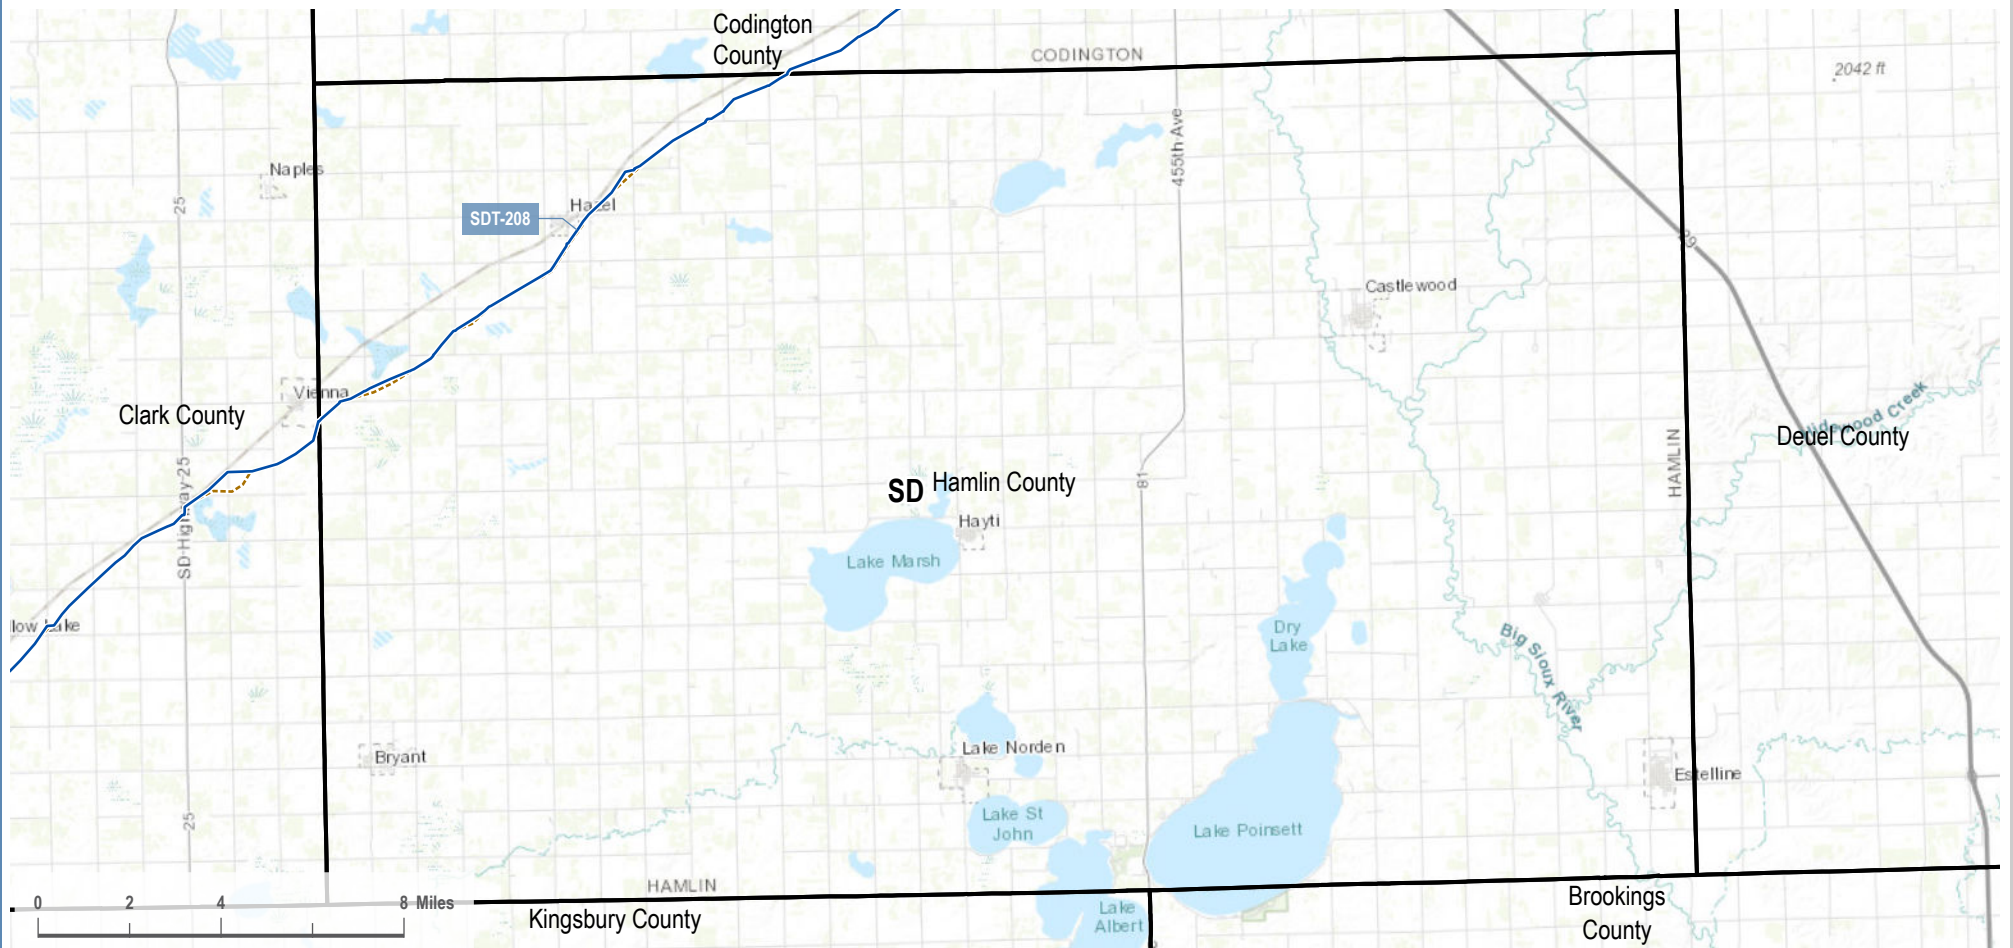 Codington
County
CODINGTON
2042 ft
455th Ave
Naples
25
Hazel
SDT-208
29
Castlewood
Vienna
Clark County
Hidewood Creek
Deuel County
HAMLIN
SD Highway 25
81
SD
Hamlin County
Hayti
Lake Marsh
llow Lake
Dry
Lake
Big Sioux River
Bryant
Lake Norden
Estelline
25
Lake St
John
Lake Poinsett
HAMLIN
0 2 4 8 Miles
Kingsbury County
Lake
Albert
Brookings
County